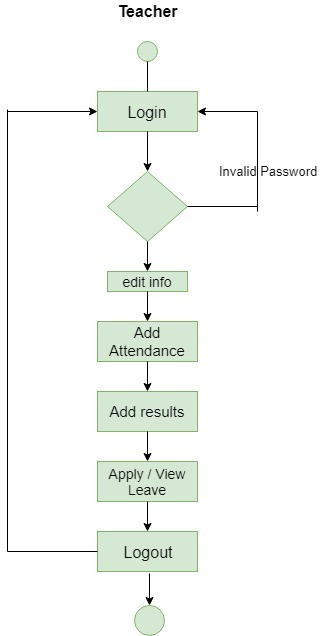 Teacher
Login
Invalid Password
edit info
Add
Attendance
Add results
Apply / View
Leave
Logout